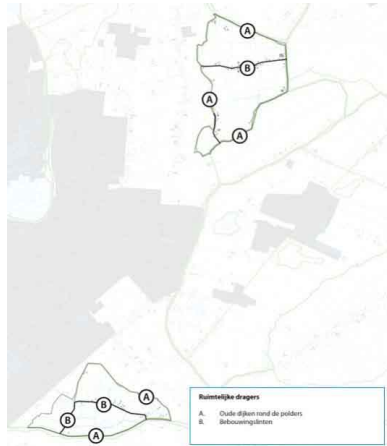 A
B
A
A
A
B
B
A
Ruimtelijke dragers
A. Oude dijken rond de polders
B. Bebouwingslinten